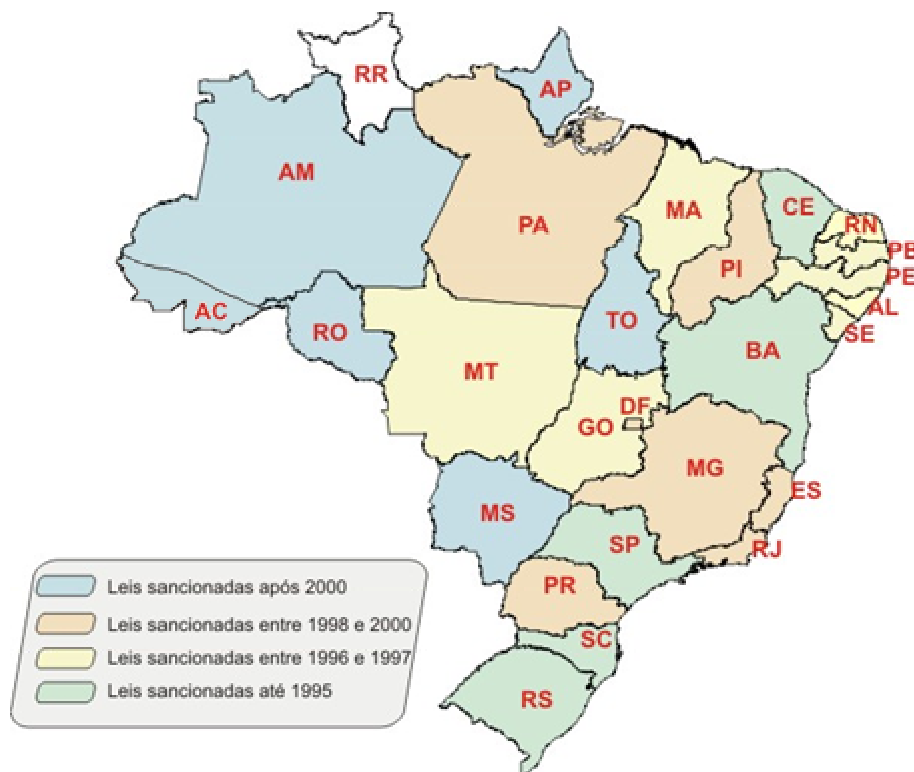 RR
AP
AM
PA
MA
CE
RN
PB
PE
PI
AL
SE
AC
RO
TO
BA
MT
DF
GO
MG
ES
MS
SP
RJ
PR
SC
RS
Leis sancionadas após 2000
Leis sancionadas entre 1998 e 2000
Leis sancionadas entre 1996 e 1997
Leis sancionadas até 1995